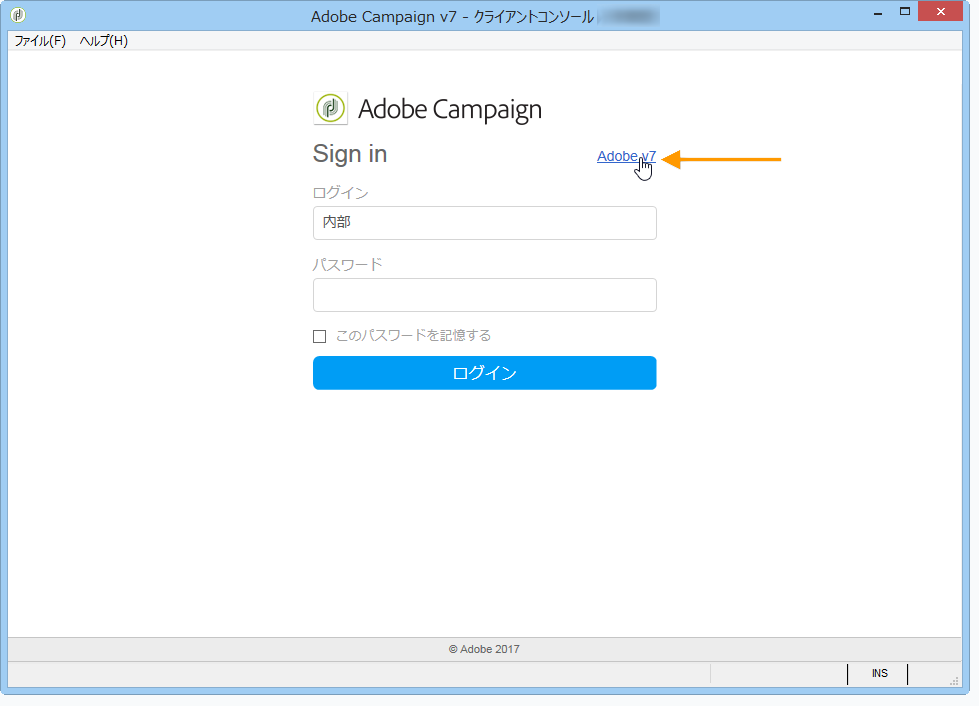 Adobe Campaign v7 - クライアントコンソール
ファイル(F) ヘルプ(H)
Adobe Campaign
Sign in
Adobe v7
ログイン
内部
パスワード
このパスワードを記憶する
ログイン
© Adobe 2017
INS